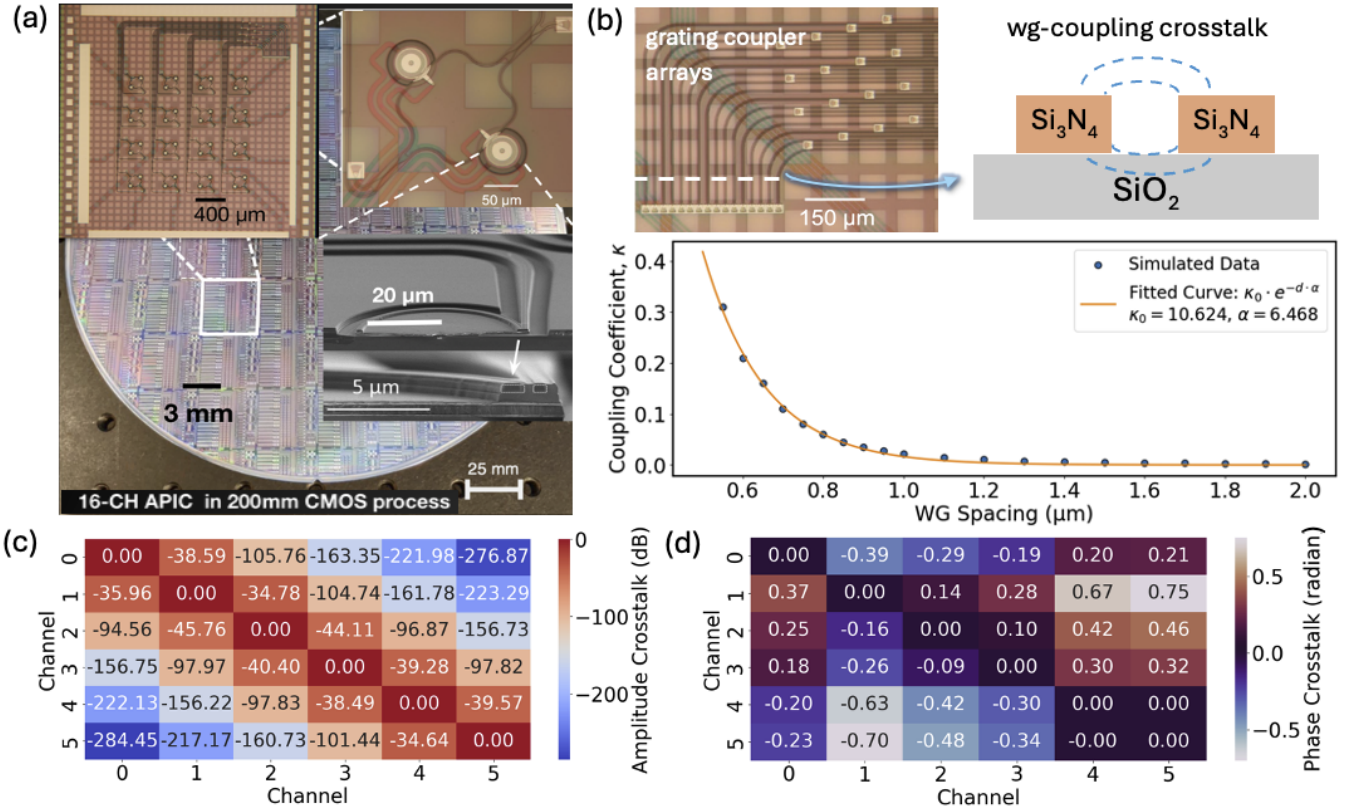 (a)
400 μm
50 μm
20 μm
5 μm
3 mm
25 mm
16-CH APIC in 200mm CMOS process
(b)
grating coupler
arrays
150 μm
wg-coupling crosstalk
Si₃N₄
Si₃N₄
SiO₂
Coupling Coefficient, κ
0.4
0.3
0.2
0.1
0.0
Simulated Data
Fitted Curve: κ₀ · e^{-d·α}
κ₀ = 10.624, α = 6.468
0.6 0.8 1.0 1.2 1.4 1.6 1.8 2.0
WG Spacing (μm)
(c)
Channel
0 0.00 -38.59 -105.76 -163.35 -221.98 -276.87
1 -35.96 0.00 -34.78 -104.74 -161.78 -223.29
2 -94.56 -45.76 0.00 -44.11 -96.87 -156.73
3 -156.75 -97.97 -40.40 0.00 -39.28 -97.82
4 -222.13 -156.22 -97.83 -38.49 0.00 -39.57
5 -284.45 -217.17 -160.73 -101.44 -34.64 0.00
0 1 2 3 4 5
Channel
0
−100
−200
Amplitude Crosstalk (dB)
(d)
Channel
0 0.00 -0.39 -0.29 -0.19 0.20 0.21
1 0.37 0.00 0.14 0.28 0.67 0.75
2 0.25 -0.16 0.00 0.10 0.42 0.46
3 0.18 -0.26 -0.09 0.00 0.30 0.32
4 -0.20 -0.63 -0.42 -0.30 0.00 0.00
5 -0.23 -0.70 -0.48 -0.34 -0.00 0.00
0 1 2 3 4 5
Channel
0.5
0.0
−0.5
Phase Crosstalk (radian)